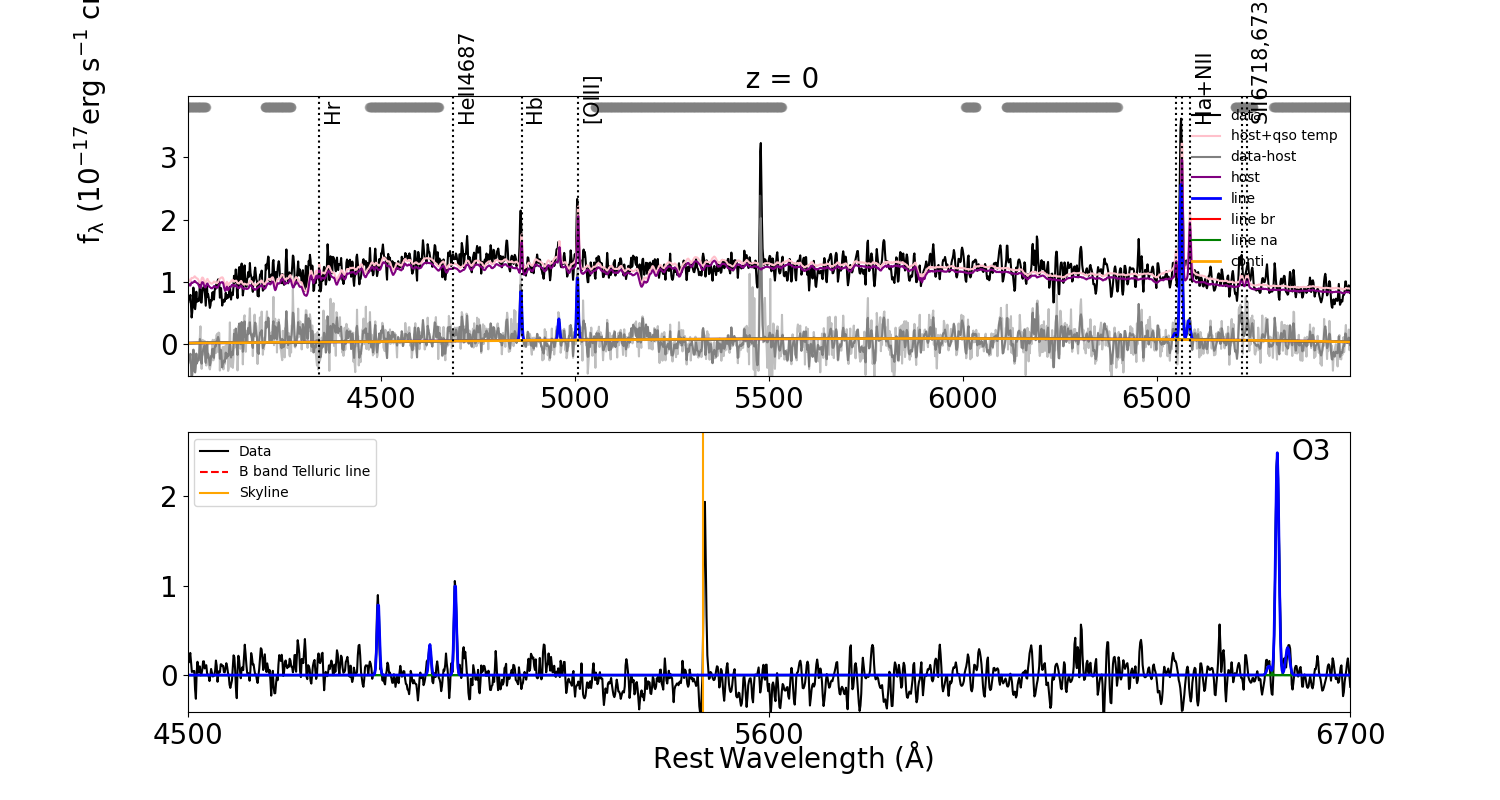 z = 0
fλ (10−17erg s−1 c
Hr
HeII4687
Hb
[OIII]
Ha+NII
SII6718,673
data
host+qso temp
data-host
host
line
line br
line na
conti
3
2
1
0
4500 5000 5500 6000 6500
Data
B band Telluric line
Skyline
O3
2
1
0
4500 5600 6700
Rest Wavelength (Å)